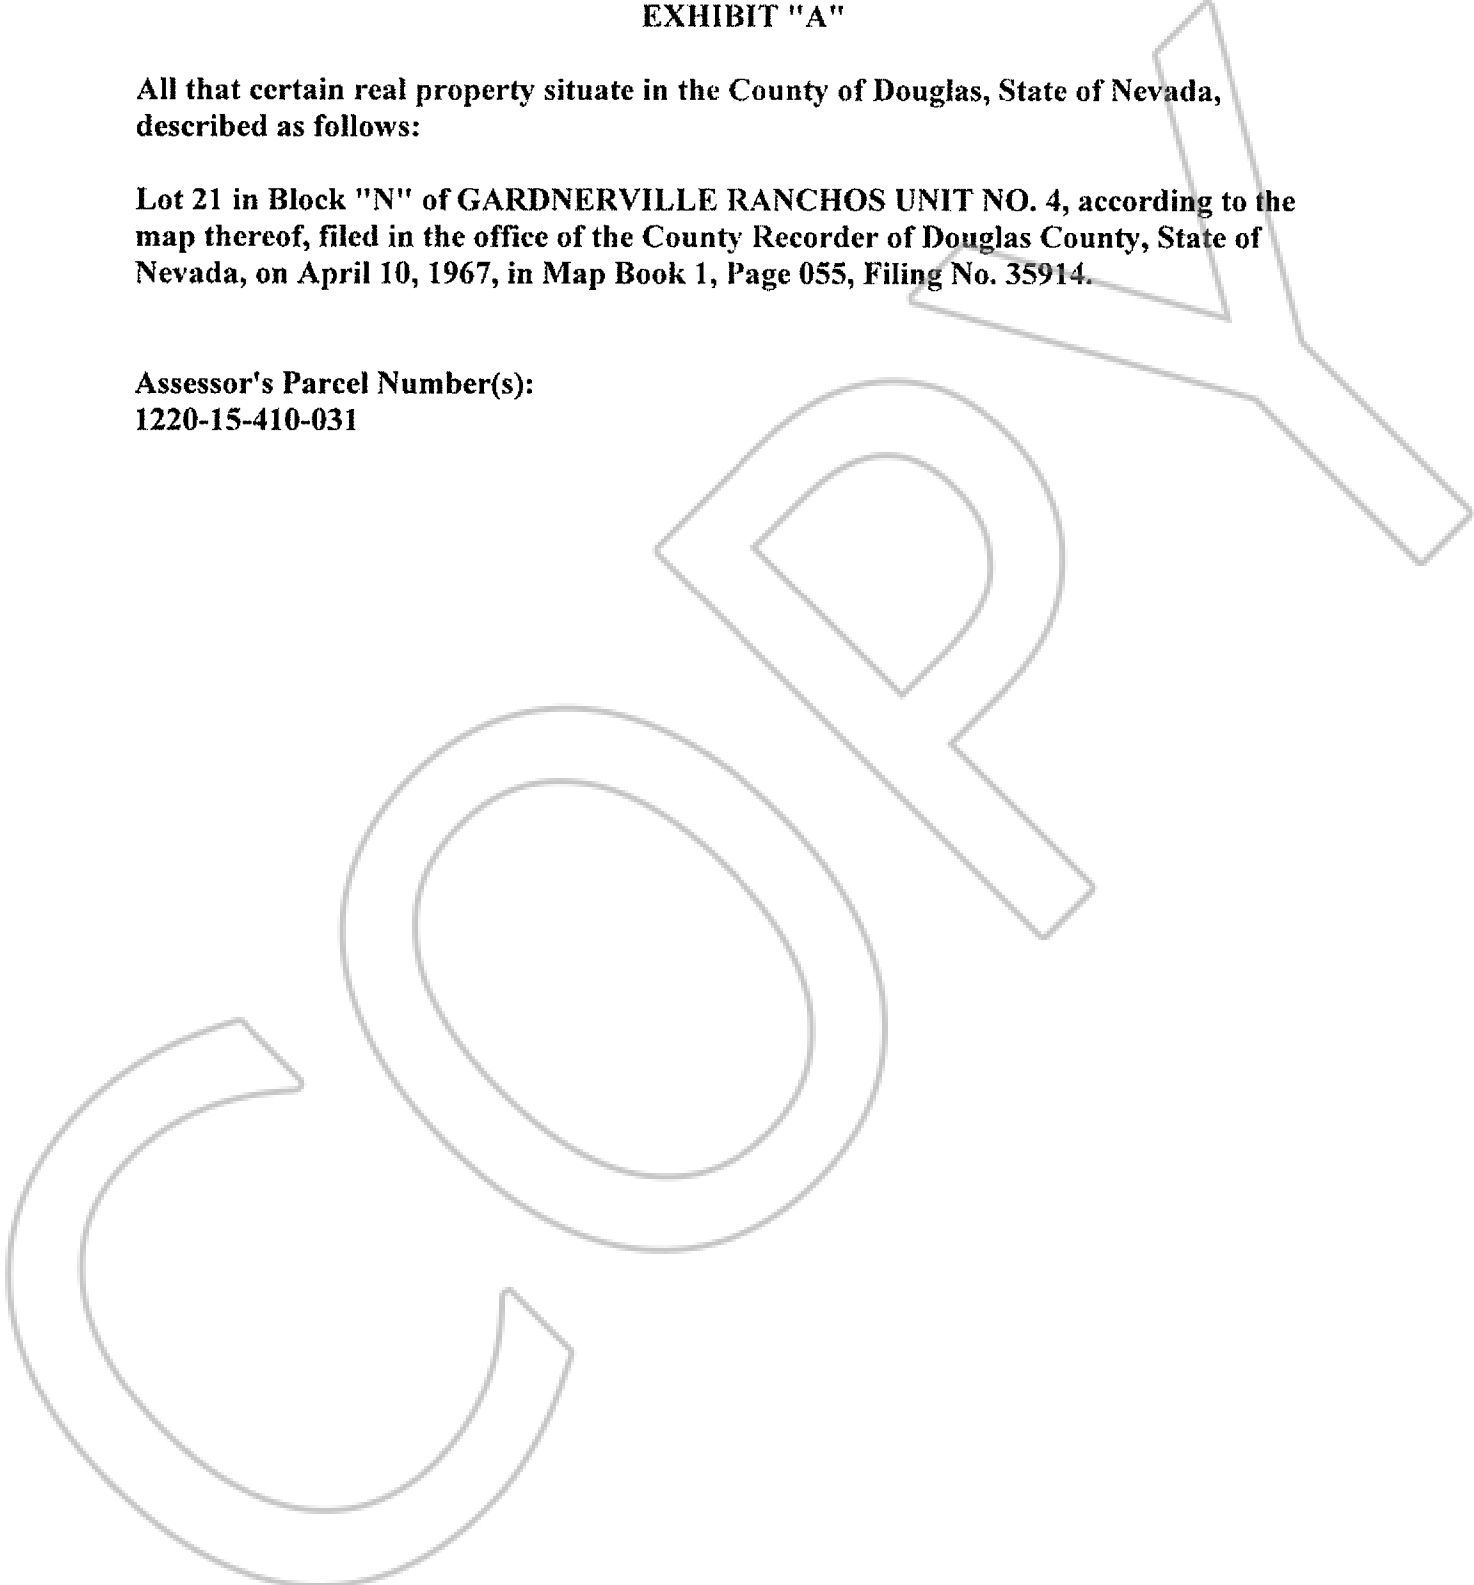 EXHIBIT "A"
All that certain real property situate in the County of Douglas, State of Nevada,
described as follows:
Lot 21 in Block "N" of GARDNERVILLE RANCHOS UNIT NO. 4, according to the
map thereof, filed in the office of the County Recorder of Douglas County, State of
Nevada, on April 10, 1967, in Map Book 1, Page 055, Filing No. 35914.
Assessor's Parcel Number(s):
1220-15-410-031
COPY